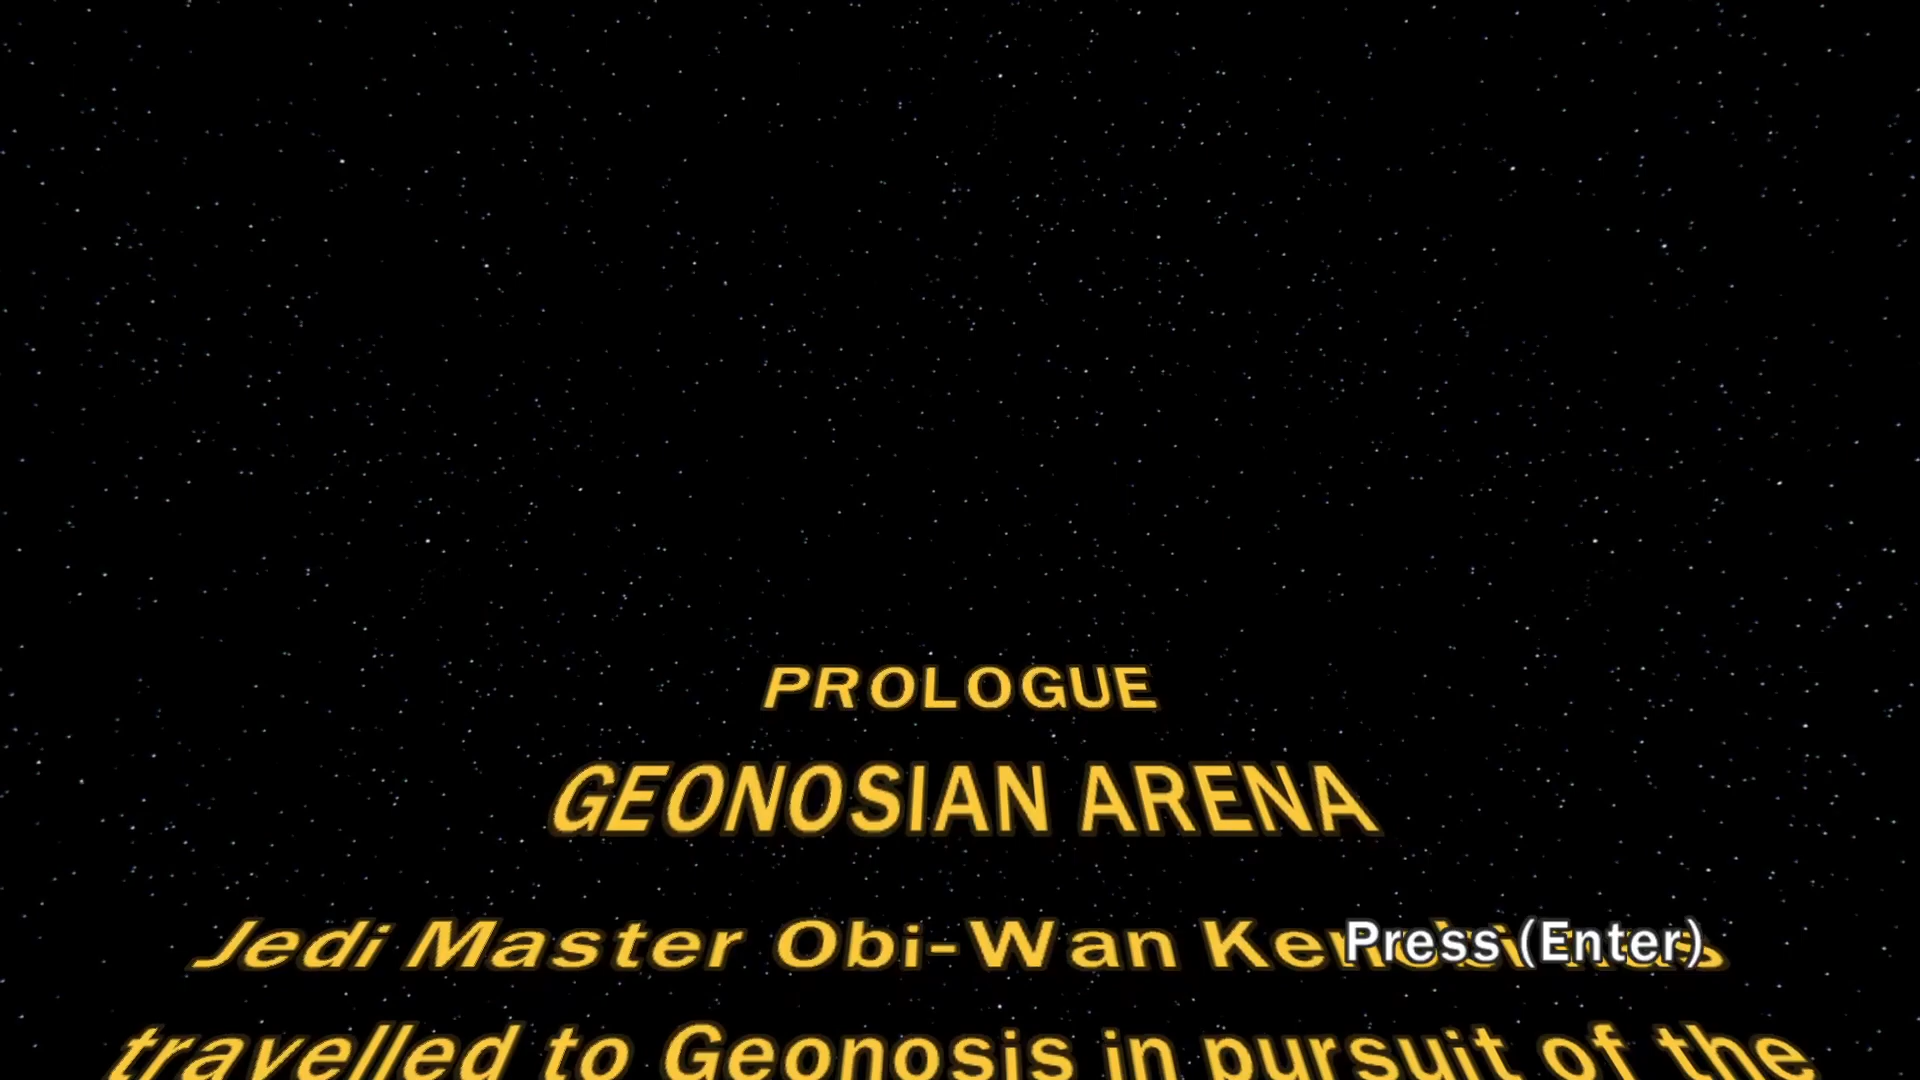 PROLOGUE
GEONOSIAN ARENA
Jedi Master Obi-Wan
Press (Enter)
travelled to Geonosis in pursuit of the